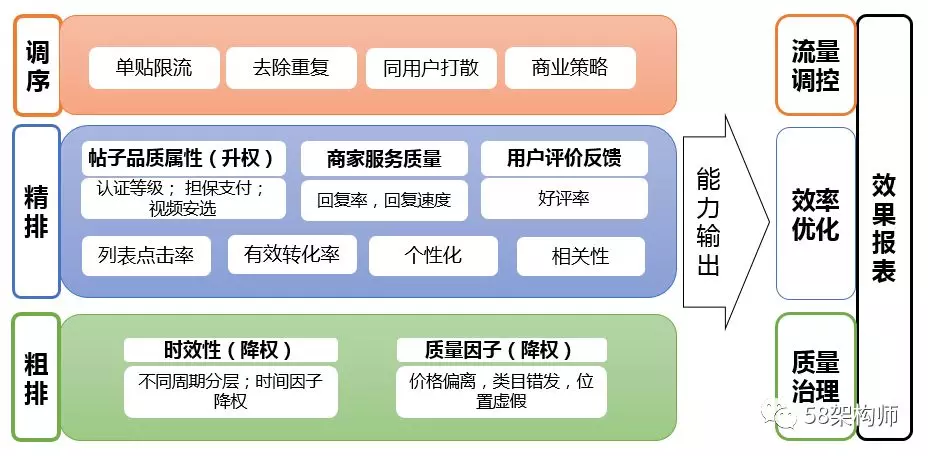 调序
单贴限流
去除重复
同用户打散
商业策略
流量
调控
精排
帖子品质属性（升权）
认证等级；担保支付；
视频安选
商家服务质量
回复率，回复速度
用户评价反馈
好评率
列表点击率
有效转化率
个性化
相关性
能力输出
效率
优化
效果报表
粗排
时效性（降权）
不同周期分层；时间因子
降权
质量因子（降权）
价格偏离，类目错发，位
置虚假
质量
治理
58架构师